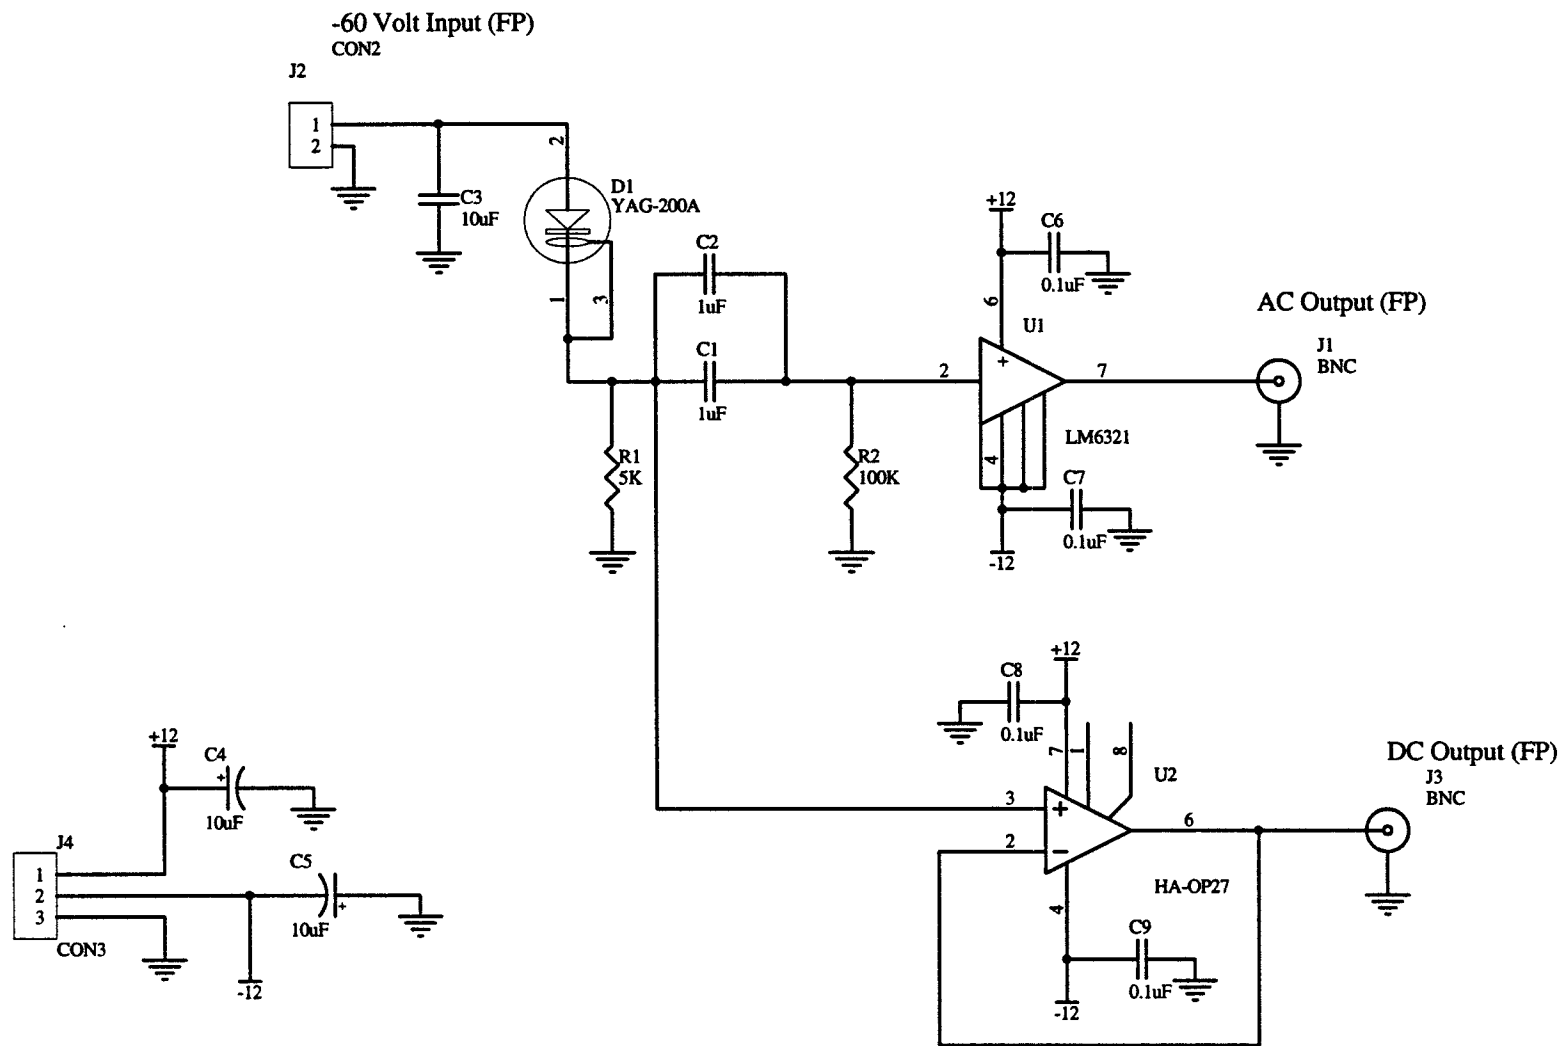 -60 Volt Input (FP)
CON2
J2
1
2
2
C3
10uF
D1
YAG-200A
1
3
C2
1uF
C1
1uF
R1
5K
R2
100K
+12
C6
0.1uF
6
U1
2
+
7
4
LM6321
C7
0.1uF
-12
AC Output (FP)
J1
BNC
+12
C8
0.1uF
7
1
8
U2
3
+
2
−
6
4
HA-OP27
C9
0.1uF
-12
DC Output (FP)
J3
BNC
+12
C4
+
10uF
J4
1
2
3
CON3
C5
+
10uF
-12